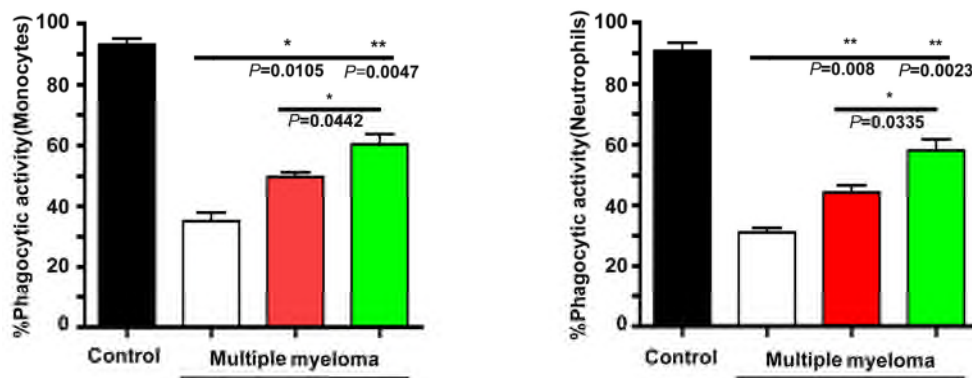 %Phagocytic activity(Monocytes)
100
80
60
40
20
0
* **
P=0.0105 P=0.0047
*
P=0.0442
Control Multiple myeloma
%Phagocytic activity(Neutrophils)
100
80
60
40
20
0
** **
P=0.008 P=0.0023
*
P=0.0335
Control Multiple myeloma